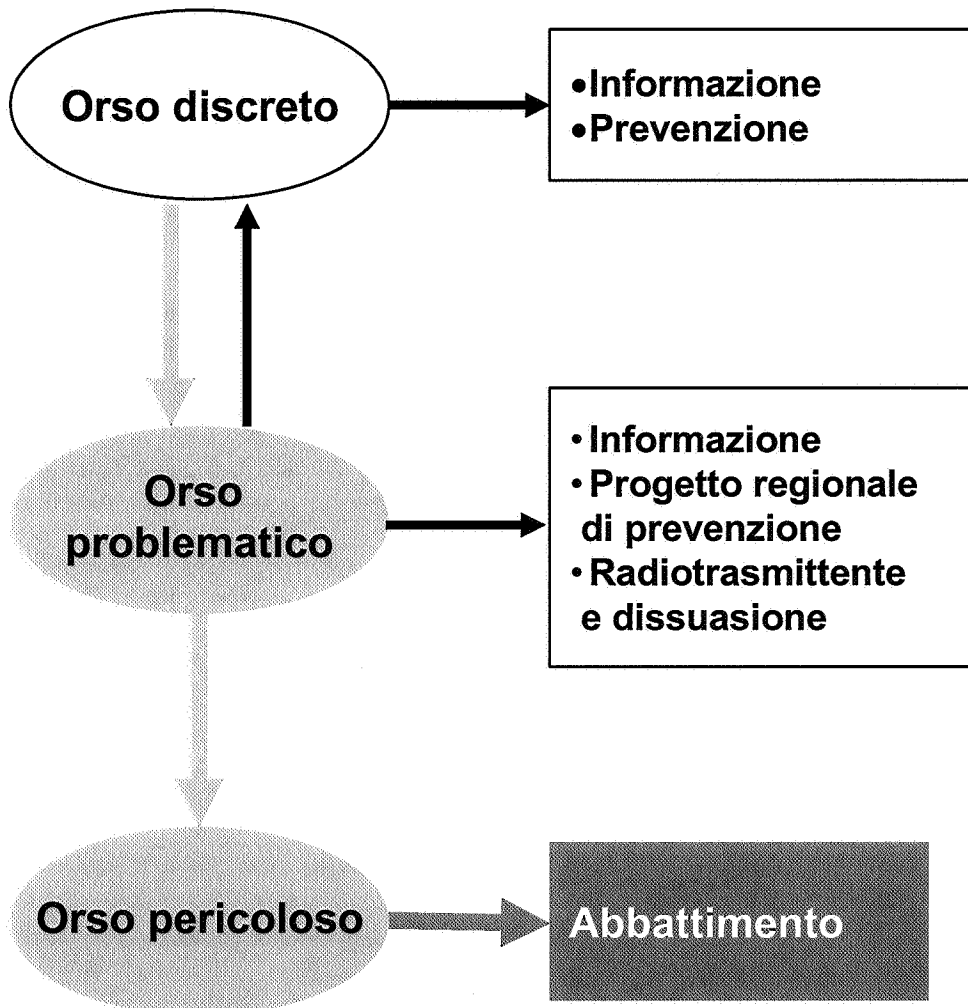 Orso discreto
•Informazione
•Prevenzione
Orso
problematico
• Informazione
• Progetto regionale
di prevenzione
• Radiotrasmittente
e dissuasione
Orso pericoloso
Abbattimento